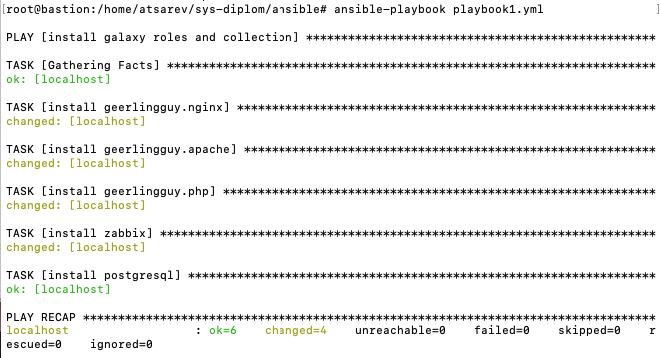 [root@bastion:/home/atsarev/sys-diplom/ansible# ansible-playbook playbook1.yml ]
PLAY [install galaxy roles and collection] **************************************************
TASK [Gathering Facts] **********************************************************************
ok: [localhost]
TASK [install geerlingguy.nginx] ************************************************************
changed: [localhost]
TASK [install geerlingguy.apache] ***********************************************************
changed: [localhost]
TASK [install geerlingguy.php] **************************************************************
changed: [localhost]
TASK [install zabbix] ***********************************************************************
changed: [localhost]
TASK [install postgresql] *******************************************************************
ok: [localhost]
PLAY RECAP **********************************************************************************
localhost                  : ok=6    changed=4    unreachable=0    failed=0    skipped=0    r
escued=0    ignored=0